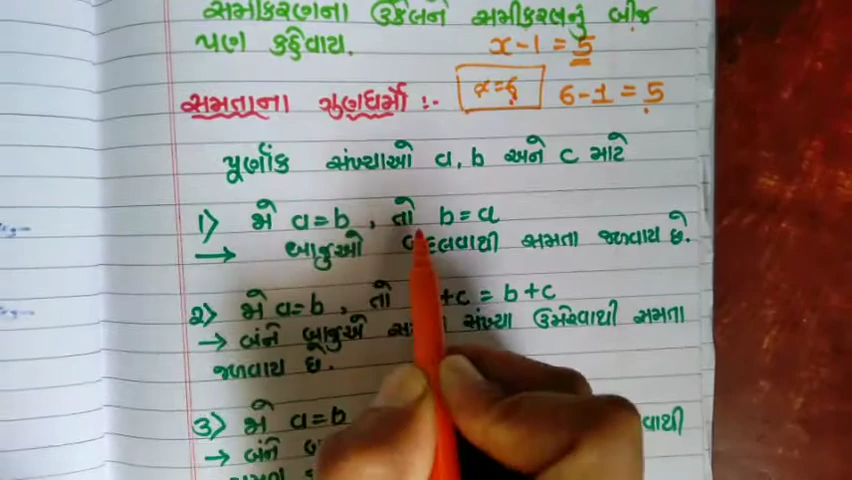 સમીકરણના ઉકેલને સમીકરણનું બીજ
પણ કહેવાય.
x-1=5
સમતાના ગુણધર્મો :-
x=6
6-1=5
પૂર્ણાંક સંખ્યાઓ a,b અને c માટે
1) જો a=b, તો b=a
→ બાજુઓ બદલવાથી સમતા જળવાય છે.
2) જો a=b, તો +c=b+c
→ બંને બાજુએ સંખ્યા ઉમેરવાથી સમતા
જળવાય છે.
3) જો a=b વાથી
→ બંને